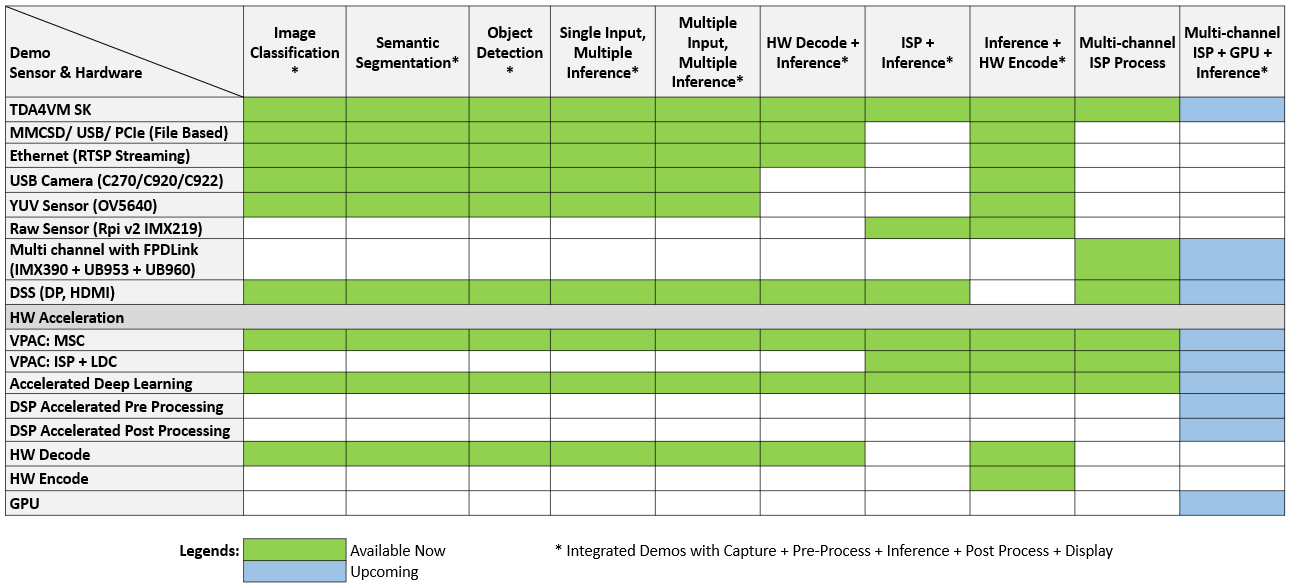 Demo
Sensor & Hardware
Image
Classification
*
Semantic
Segmentation*
Object
Detection
*
Single Input,
Multiple
Inference*
Multiple
Input,
Multiple
Inference*
HW Decode +
Inference*
ISP +
Inference*
Inference +
HW Encode*
Multi-channel
ISP Process
Multi-channel
ISP + GPU +
Inference*
TDA4VM SK
MMCSD/ USB/ PCIe (File Based)
Ethernet (RTSP Streaming)
USB Camera (C270/C920/C922)
YUV Sensor (OV5640)
Raw Sensor (Rpi v2 IMX219)
Multi channel with FPDLink
(IMX390 + UB953 + UB960)
DSS (DP, HDMI)
HW Acceleration
VPAC: MSC
VPAC: ISP + LDC
Accelerated Deep Learning
DSP Accelerated Pre Processing
DSP Accelerated Post Processing
HW Decode
HW Encode
GPU
Legends: Available Now
Upcoming
* Integrated Demos with Capture + Pre-Process + Inference + Post Process + Display